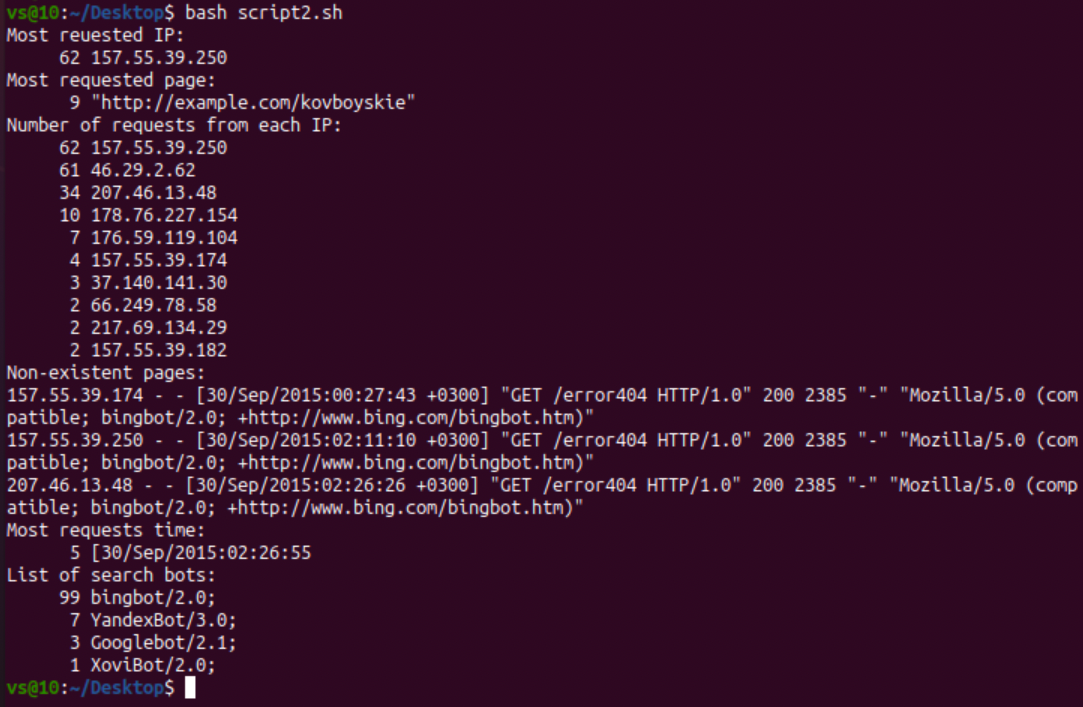 vs@10:~/Desktop$ bash script2.sh
Most reuested IP:
     62 157.55.39.250
Most requested page:
      9 "http://example.com/kovboyskie"
Number of requests from each IP:
     62 157.55.39.250
     61 46.29.2.62
     34 207.46.13.48
     10 178.76.227.154
      7 176.59.119.104
      4 157.55.39.174
      3 37.140.141.30
      2 66.249.78.58
      2 217.69.134.29
      2 157.55.39.182
Non-existent pages:
157.55.39.174 - - [30/Sep/2015:00:27:43 +0300] "GET /error404 HTTP/1.0" 200 2385 "-" "Mozilla/5.0 (com
patible; bingbot/2.0; +http://www.bing.com/bingbot.htm)"
157.55.39.250 - - [30/Sep/2015:02:11:10 +0300] "GET /error404 HTTP/1.0" 200 2385 "-" "Mozilla/5.0 (com
patible; bingbot/2.0; +http://www.bing.com/bingbot.htm)"
207.46.13.48 - - [30/Sep/2015:02:26:26 +0300] "GET /error404 HTTP/1.0" 200 2385 "-" "Mozilla/5.0 (comp
atible; bingbot/2.0; +http://www.bing.com/bingbot.htm)"
Most requests time:
      5 [30/Sep/2015:02:26:55
List of search bots:
     99 bingbot/2.0;
      7 YandexBot/3.0;
      3 Googlebot/2.1;
      1 XoviBot/2.0;
vs@10:~/Desktop$